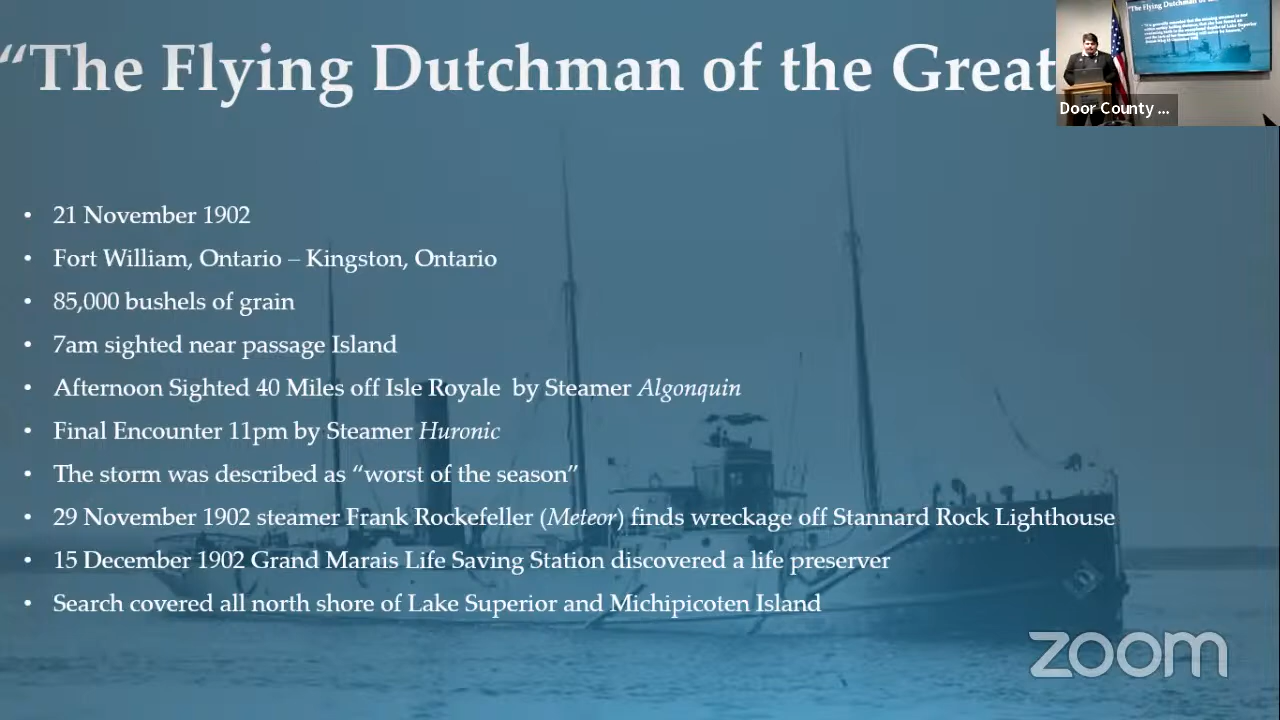 “The Flying Dutchman of the Great
Door County ...
• 21 November 1902
• Fort William, Ontario – Kingston, Ontario
• 85,000 bushels of grain
• 7am sighted near passage Island
• Afternoon Sighted 40 Miles off Isle Royale by Steamer Algonquin
• Final Encounter 11pm by Steamer Huronic
• The storm was described as “worst of the season”
• 29 November 1902 steamer Frank Rockefeller (Meteor) finds wreckage off Stannard Rock Lighthouse
• 15 December 1902 Grand Marais Life Saving Station discovered a life preserver
• Search covered all north shore of Lake Superior and Michipicoten Island
zoom